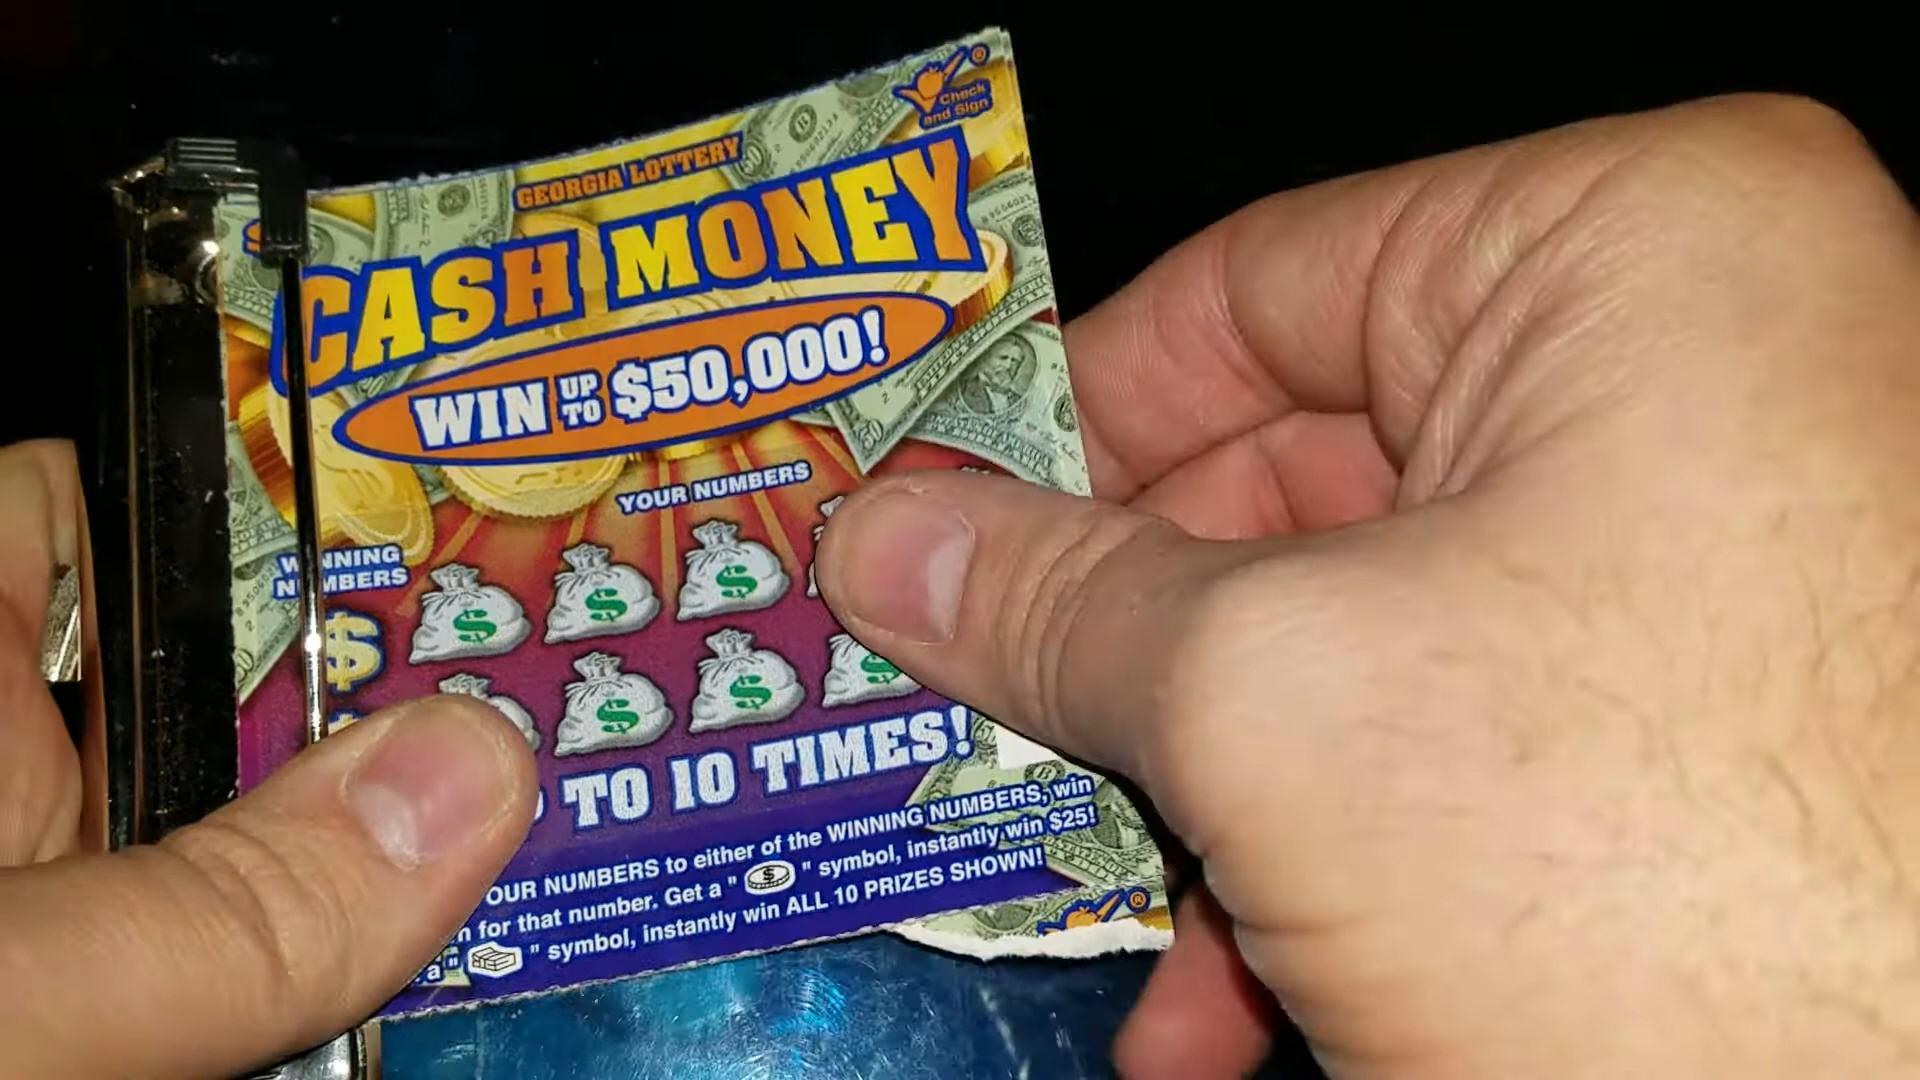 Check
and Sign
GEORGIA LOTTERY
CASH MONEY
WIN UP TO $50,000!
YOUR NUMBERS
WINNING
NUMBERS
TO 10 TIMES!
OUR NUMBERS to either of the WINNING NUMBERS, win
for that number. Get a " " symbol, instantly win $25!
a " " symbol, instantly win ALL 10 PRIZES SHOWN!